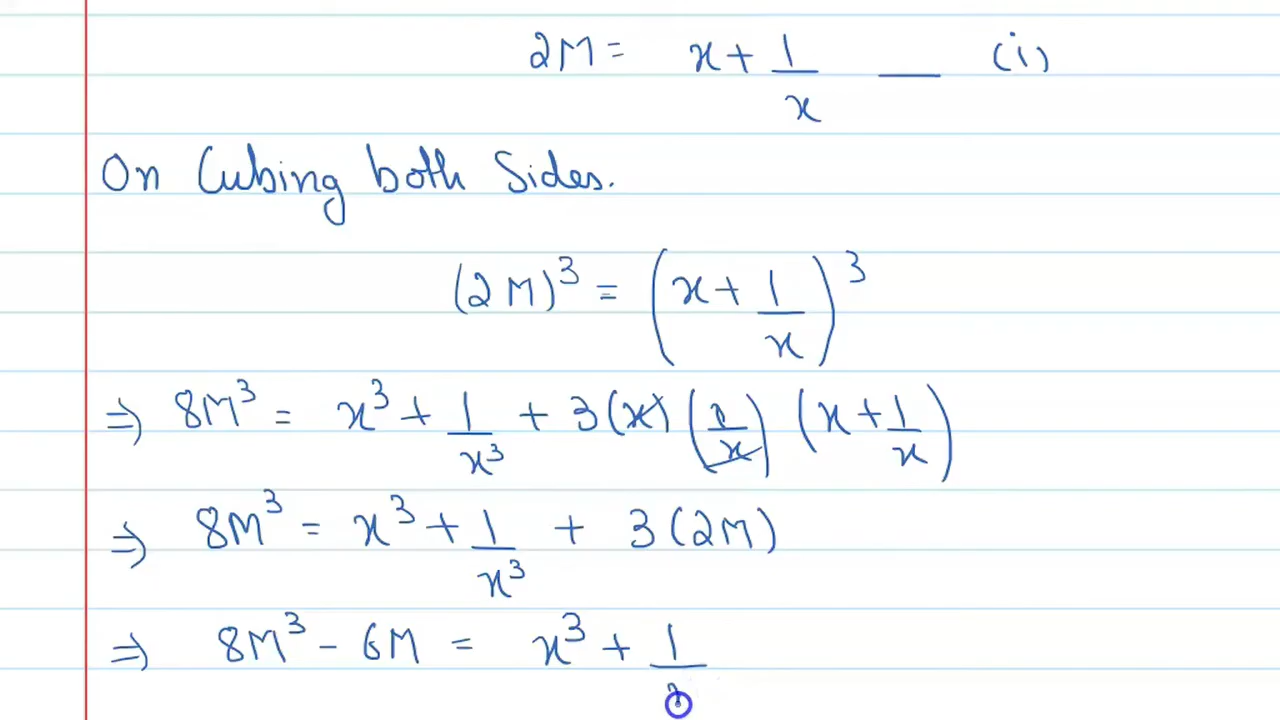 2M = x + 1/x —— (i)
On Cubing both Sides.
(2M)³ = (x + 1/x)³
⇒ 8M³ = x³ + 1/x³ + 3(x)(1/x)(x + 1/x)
⇒ 8M³ = x³ + 1/x³ + 3(2M)
⇒ 8M³ - 6M = x³ + 1/